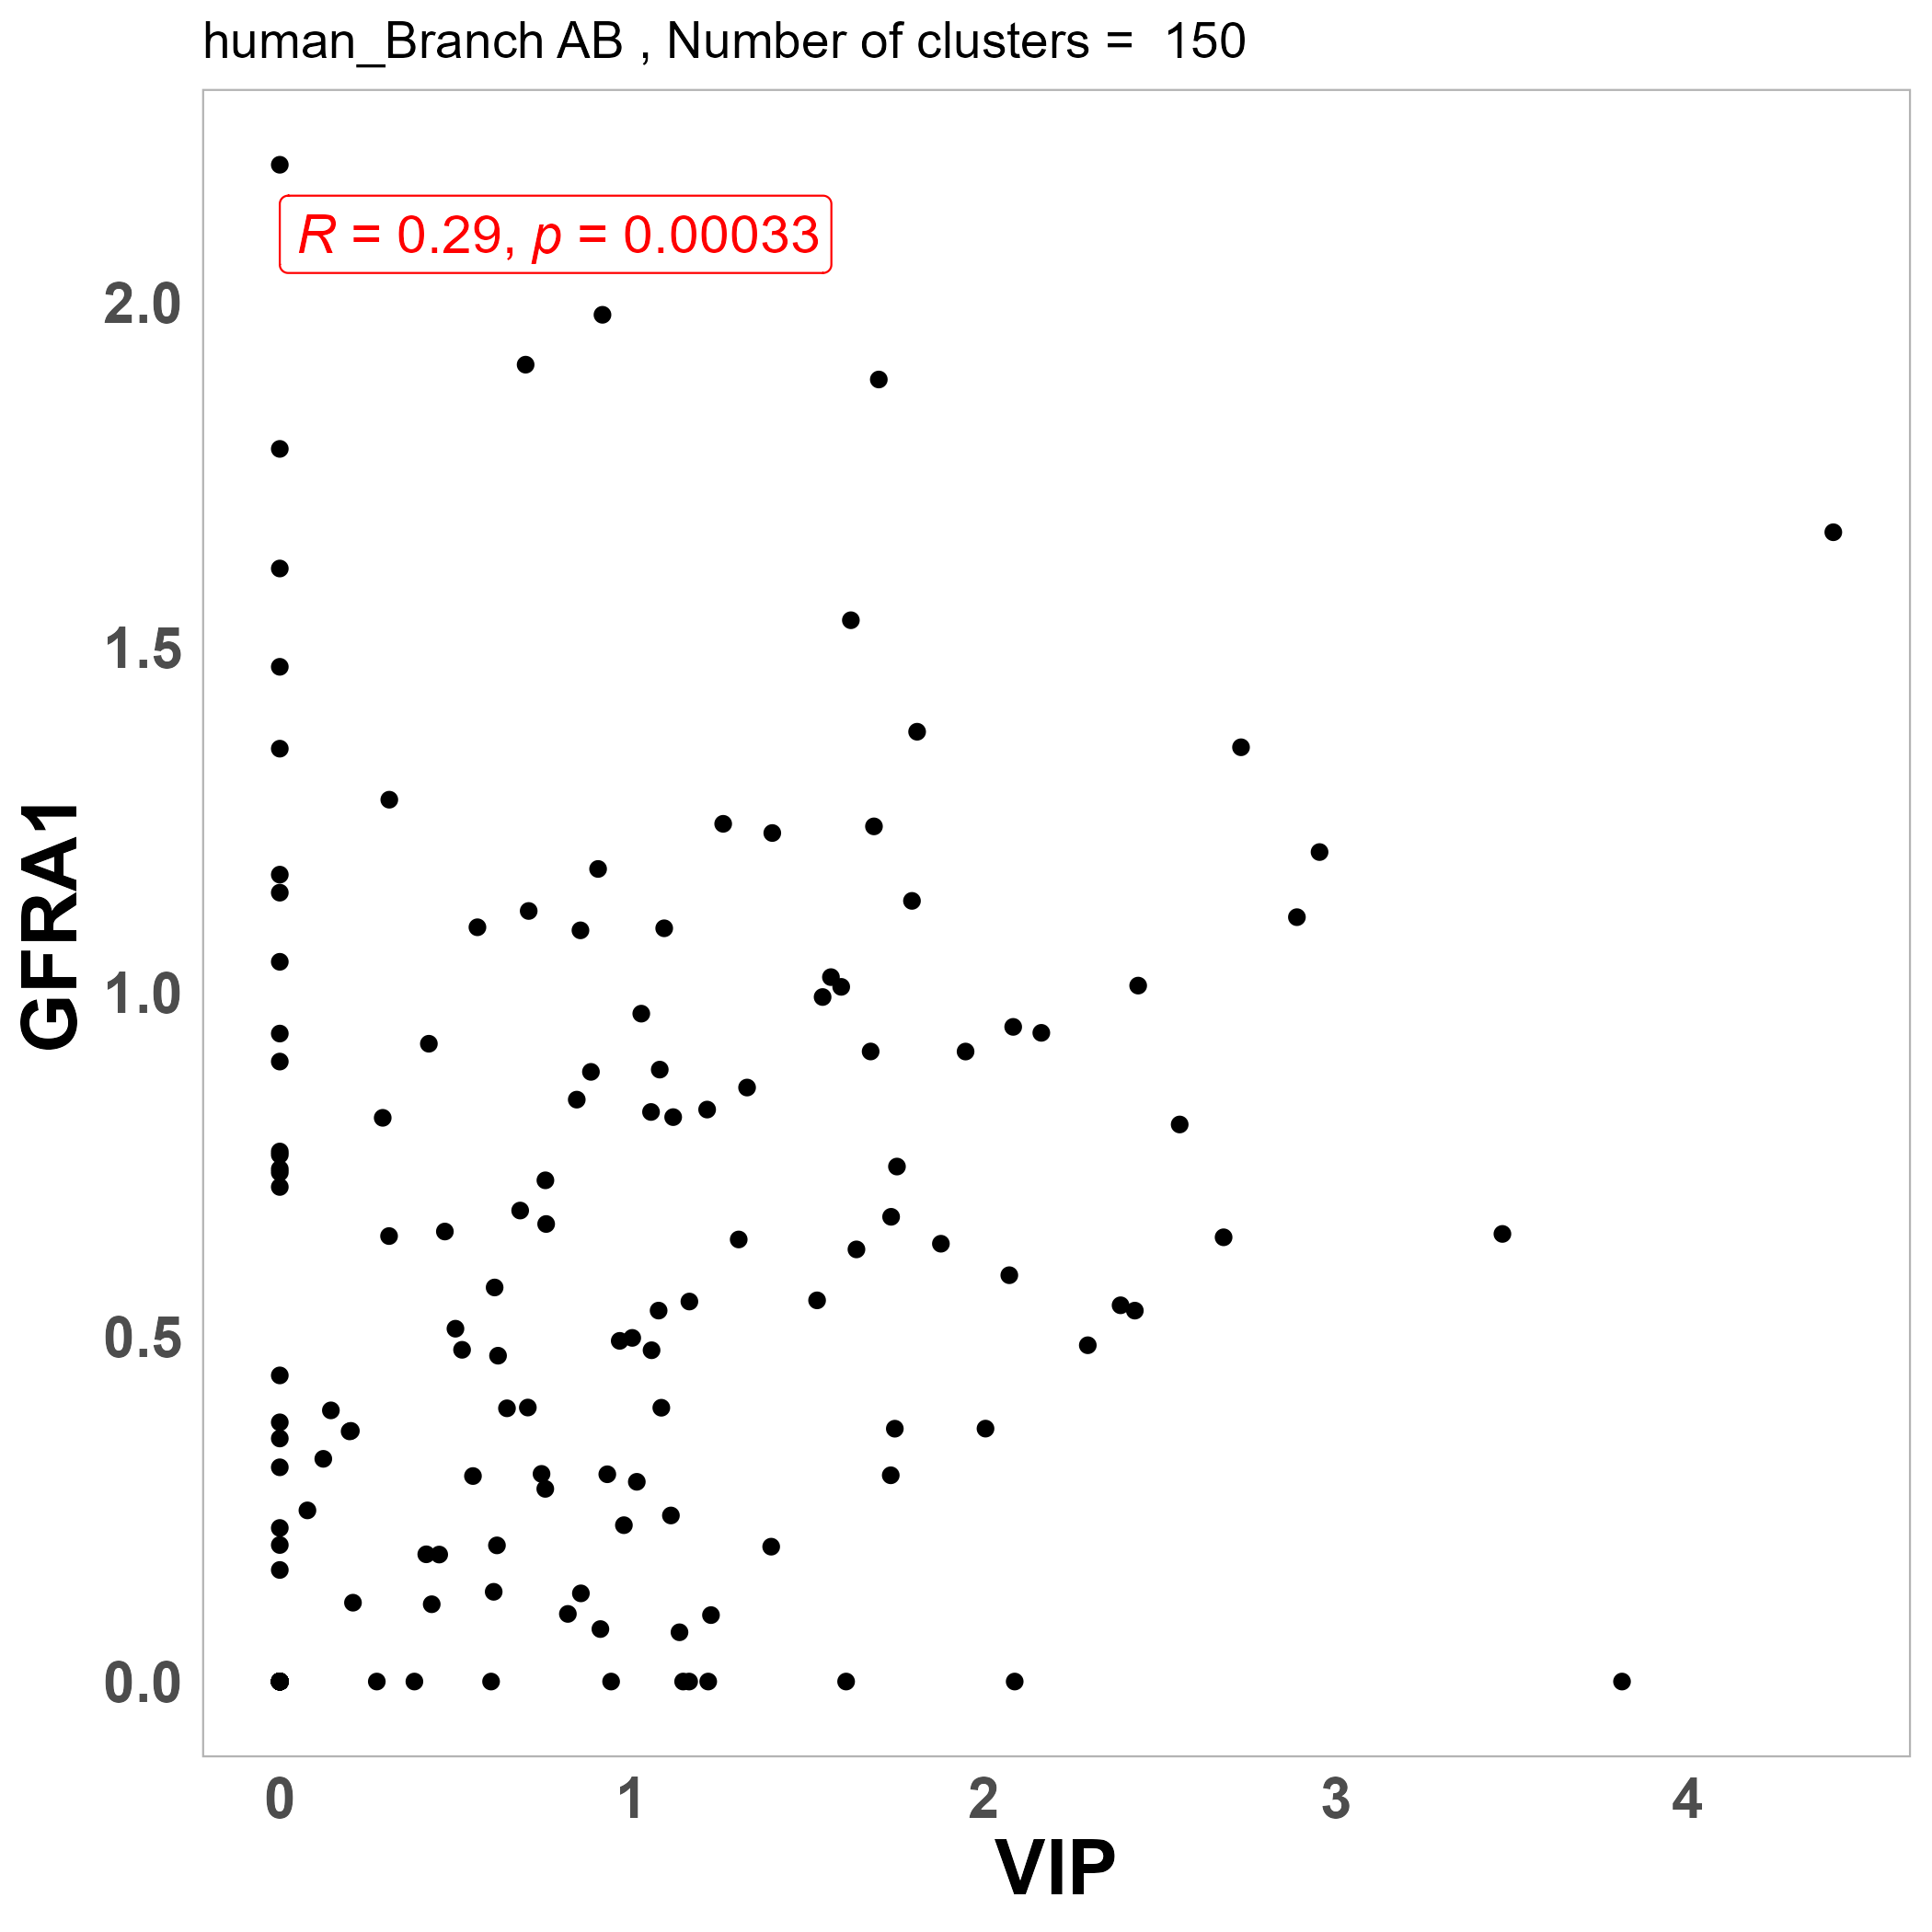 human_Branch AB , Number of clusters =  150
R = 0.29, p = 0.00033
2.0
1.5
1.0
0.5
0.0
GFRA1
0 1 2 3 4
VIP